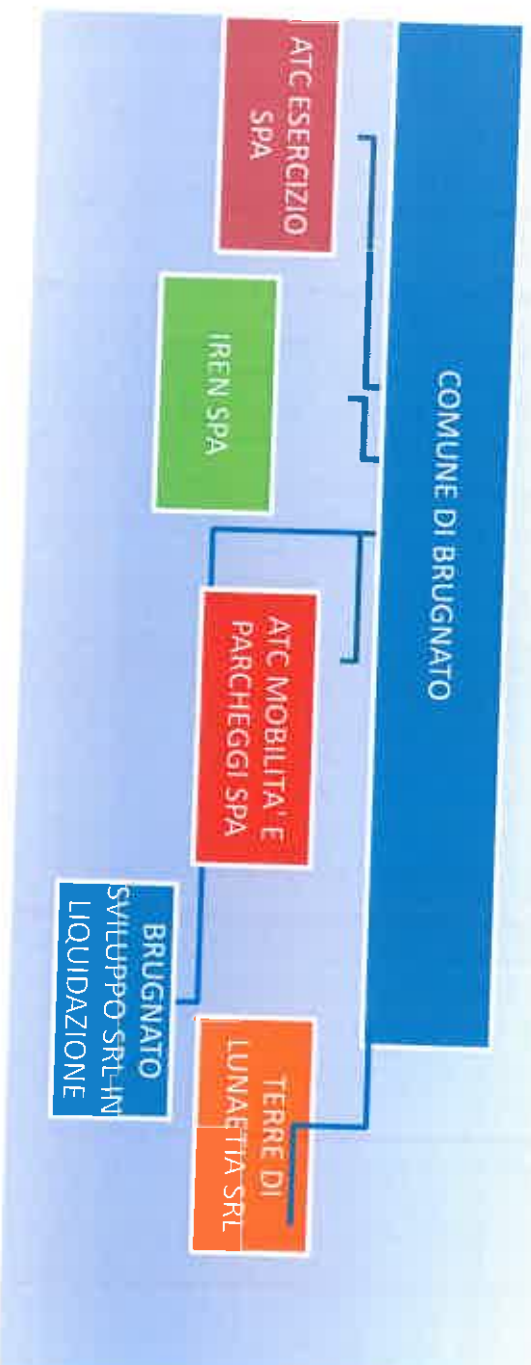 COMUNE DI BRUGNATO
ATC ESERCIZIO
SPA
IREN SPA
ATC MOBILITA' E
PARCHEGGI SPA
BRUGNATO
SVILUPPO SRL IN
LIQUIDAZIONE
TERRE DI
LUNAETIA SRL